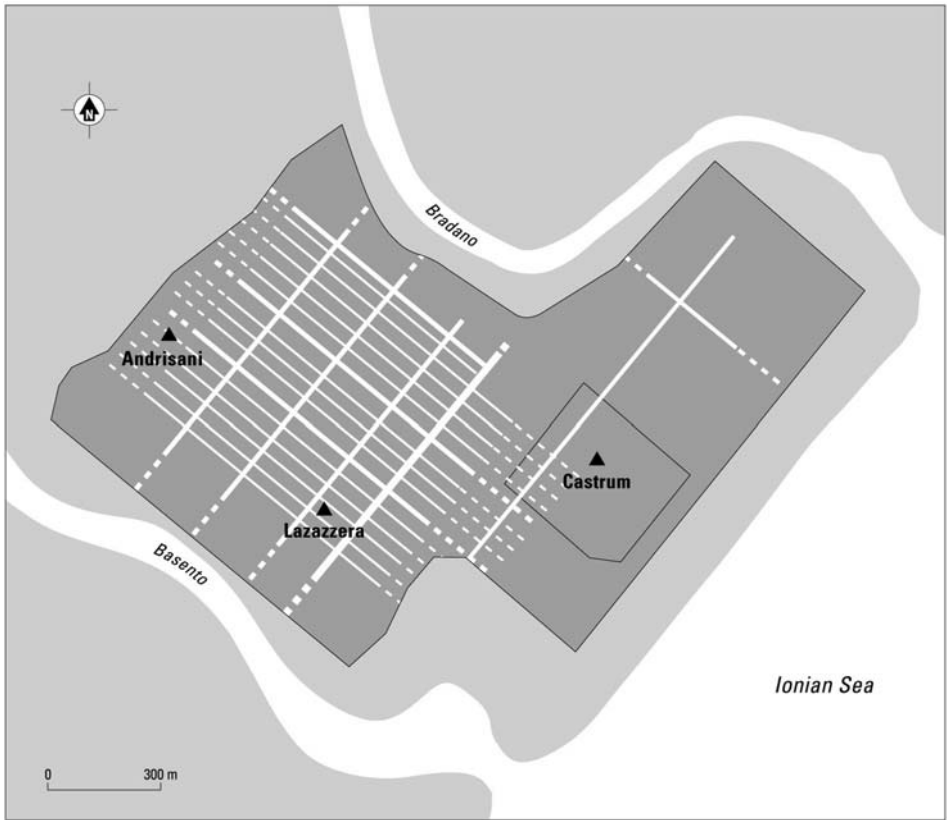 N
Bradano
Andrisani
Castrum
Lazazzera
Basento
Ionian Sea
0 300 m